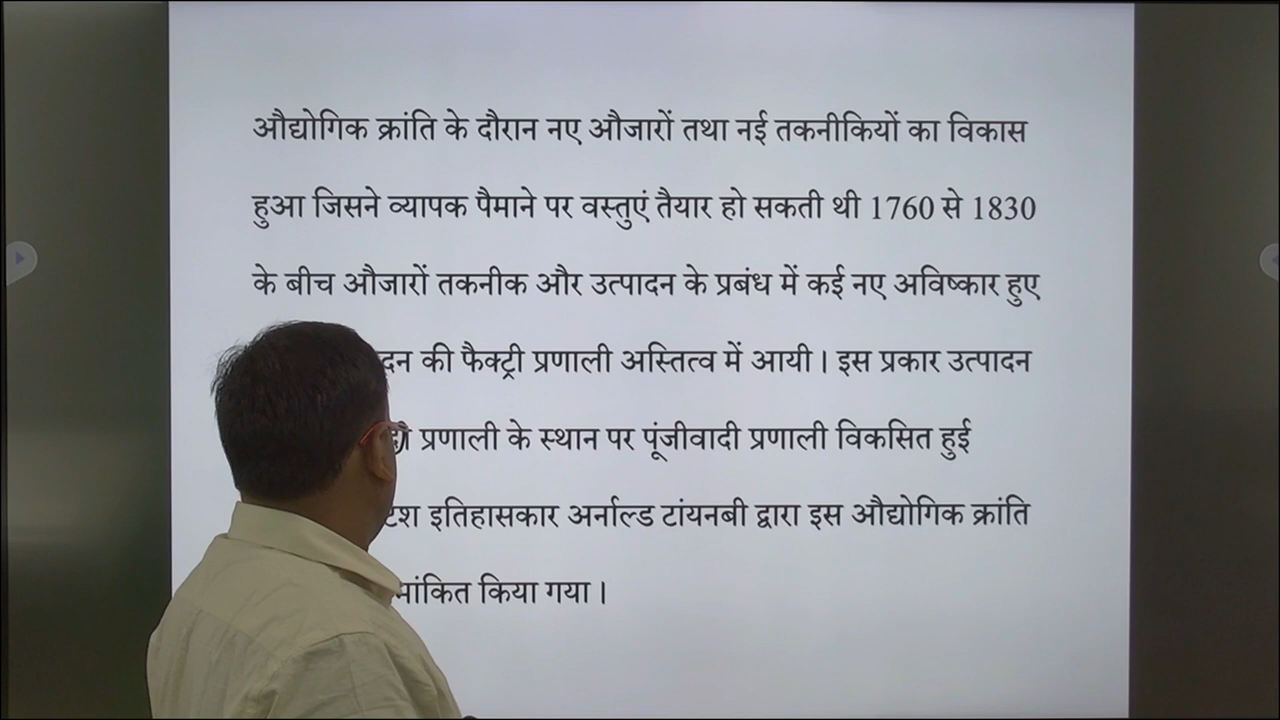 औद्योगिक क्रांति के दौरान नए औजारों तथा नई तकनीकियों का विकास
हुआ जिसने व्यापक पैमाने पर वस्तुएं तैयार हो सकती थी 1760 से 1830
के बीच औजारों तकनीक और उत्पादन के प्रबंध में कई नए अविष्कार हुए
की फैक्ट्री प्रणाली अस्तित्व में आयी । इस प्रकार उत्पादन
प्रणाली के स्थान पर पूंजीवादी प्रणाली विकसित हुई
इतिहासकार अर्नाल्ड टांयनबी द्वारा इस औद्योगिक क्रांति
किया गया ।